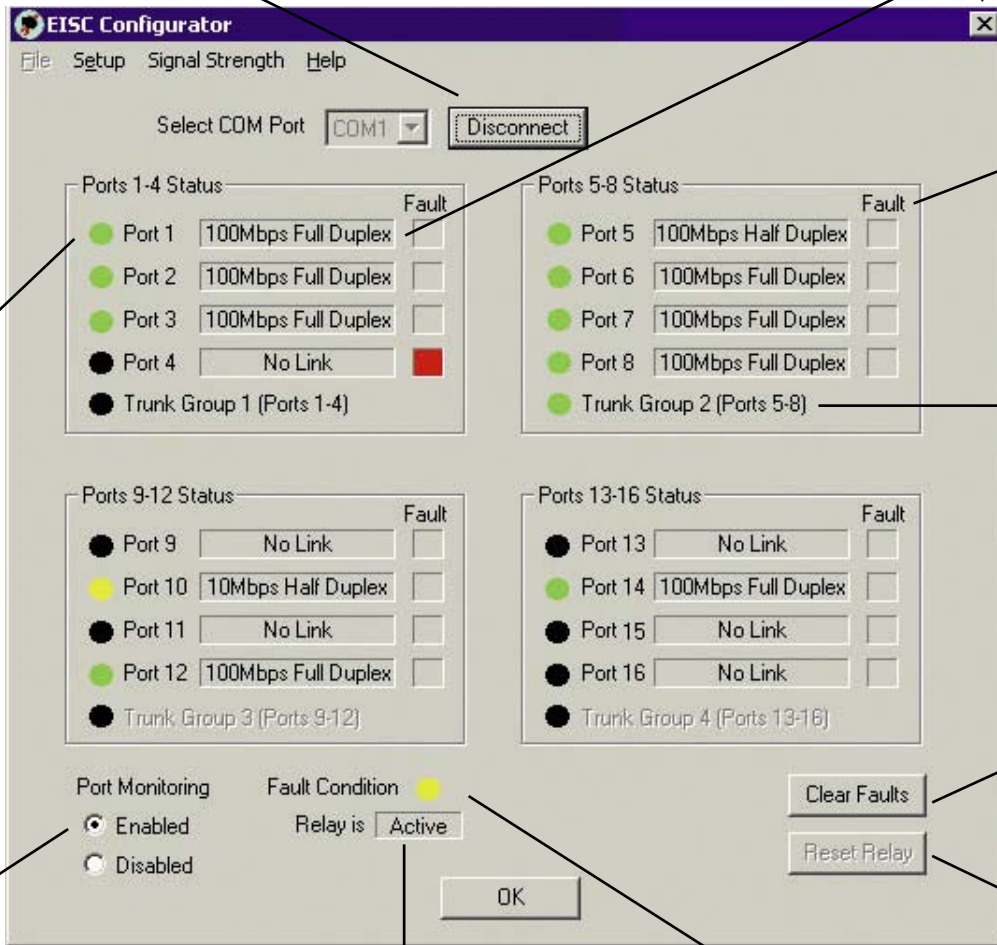 EISC Configurator
File Setup Signal Strength Help
Select COM Port COM1 Disconnect
Ports 1-4 Status
Fault
Port 1 100Mbps Full Duplex
Port 2 100Mbps Full Duplex
Port 3 100Mbps Full Duplex
Port 4 No Link
Trunk Group 1 (Ports 1-4)
Ports 5-8 Status
Fault
Port 5 100Mbps Half Duplex
Port 6 100Mbps Full Duplex
Port 7 100Mbps Full Duplex
Port 8 100Mbps Full Duplex
Trunk Group 2 (Ports 5-8)
Ports 9-12 Status
Fault
Port 9 No Link
Port 10 10Mbps Half Duplex
Port 11 No Link
Port 12 100Mbps Full Duplex
Trunk Group 3 (Ports 9-12)
Ports 13-16 Status
Fault
Port 13 No Link
Port 14 100Mbps Full Duplex
Port 15 No Link
Port 16 No Link
Trunk Group 4 (Ports 13-16)
Port Monitoring
Enabled
Disabled
Fault Condition
Relay is Active
Clear Faults
Reset Relay
OK